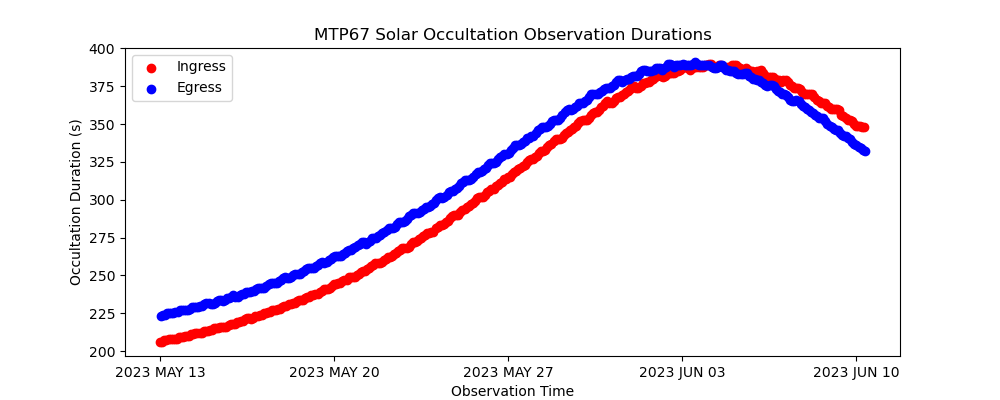 MTP67 Solar Occultation Observation Durations
Ingress
Egress
Occultation Duration (s)
400
375
350
325
300
275
250
225
200
2023 MAY 13
2023 MAY 20
2023 MAY 27
2023 JUN 03
2023 JUN 10
Observation Time